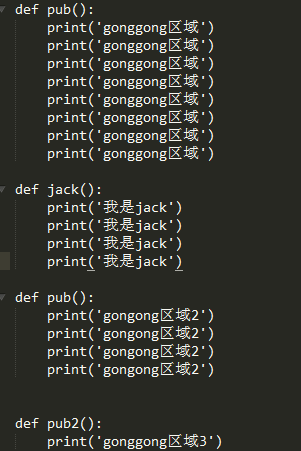 def pub():
    print('gonggong区域')
    print('gonggong区域')
    print('gonggong区域')
    print('gonggong区域')
    print('gonggong区域')
    print('gonggong区域')
    print('gonggong区域')
    print('gonggong区域')
def jack():
    print('我是jack')
    print('我是jack')
    print('我是jack')
    print('我是jack')
def pub():
    print('gongong区域2')
    print('gongong区域2')
    print('gongong区域2')
    print('gongong区域2')
def pub2():
    print('gonggong区域3')